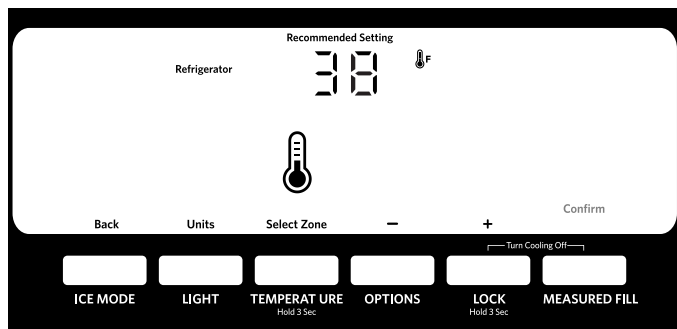 Recommended Setting
Refrigerator 38 F
Back Units Select Zone – + Confirm
Turn Cooling Off
ICE MODE LIGHT TEMPERAT URE OPTIONS LOCK MEASURED FILL
Hold 3 Sec Hold 3 Sec